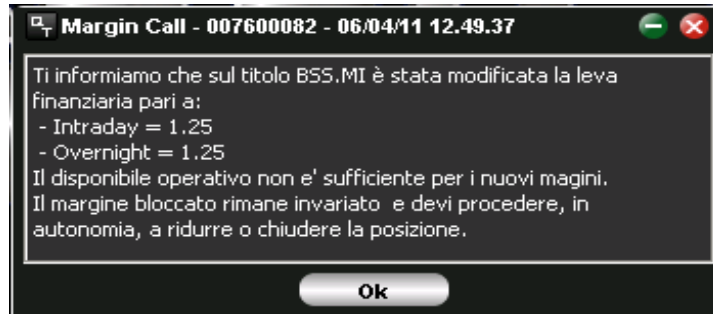 Margin Call - 007600082 - 06/04/11 12.49.37
Ti informiamo che sul titolo BSS.MI è stata modificata la leva
finanziaria pari a:
- Intraday = 1.25
- Overnight = 1.25
Il disponibile operativo non e' sufficiente per i nuovi magini.
Il margine bloccato rimane invariato e devi procedere, in
autonomia, a ridurre o chiudere la posizione.
Ok